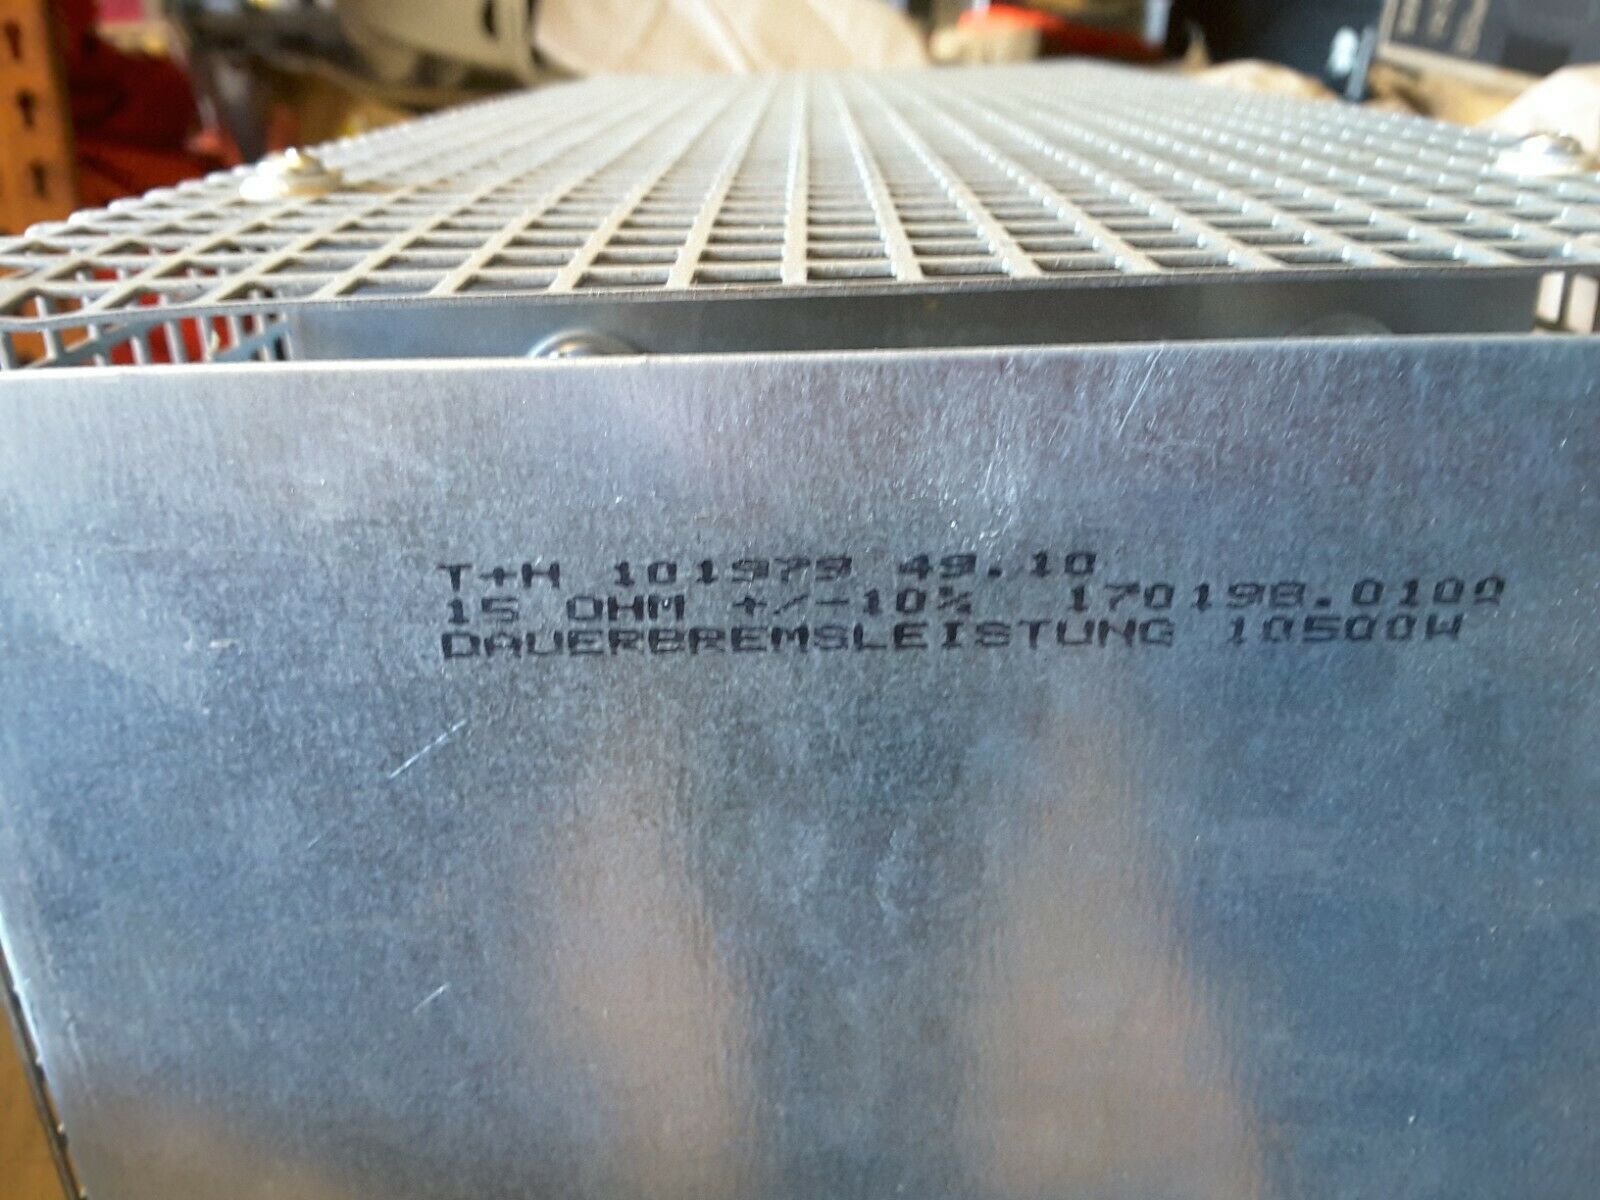 T+H 101979 49.10
15 OHM +/-10% 170198.0100
DAUERBREMSLEISTUNG 10500W